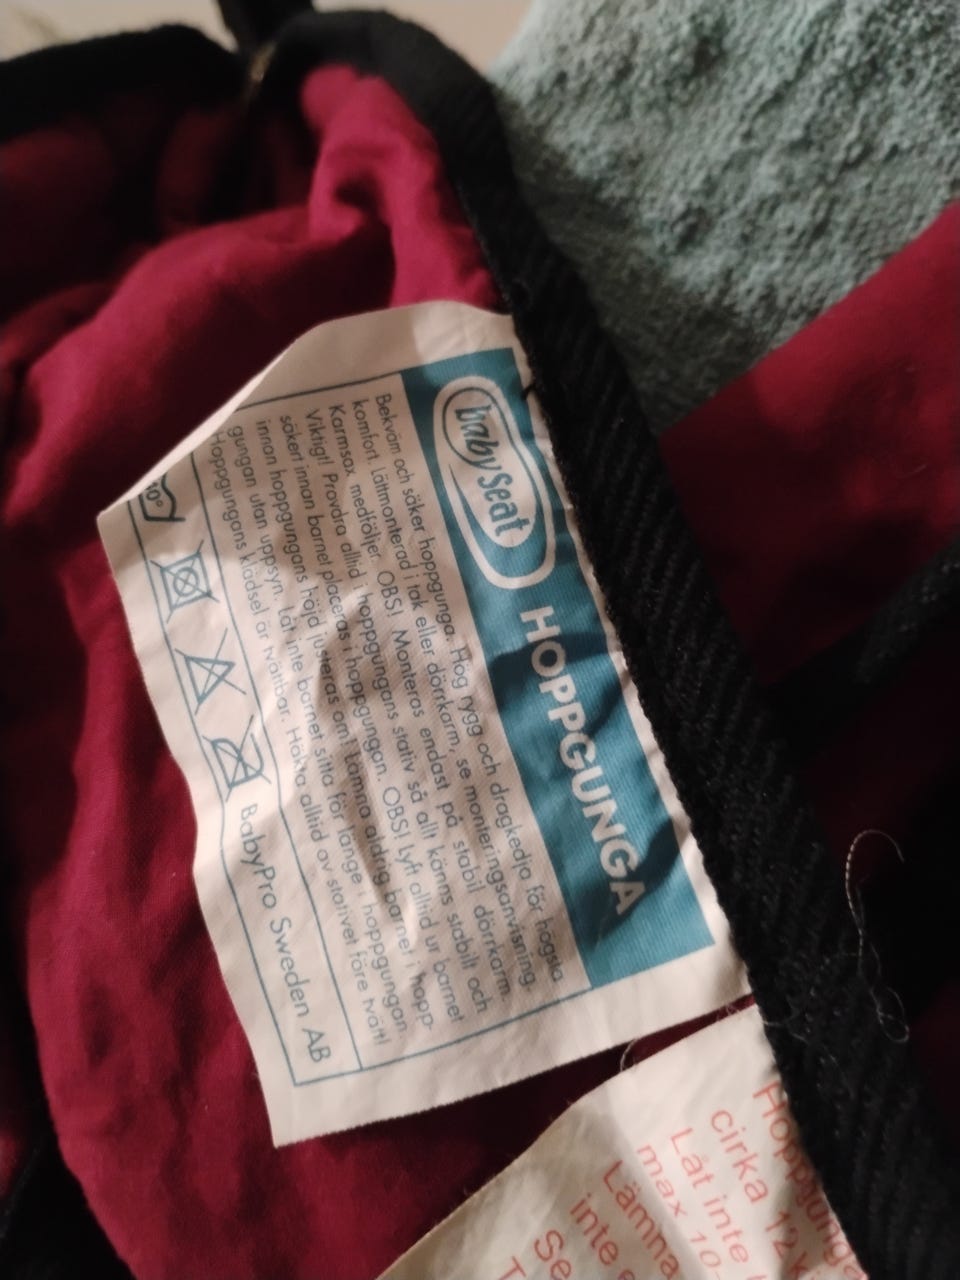 baby Seat
HOPPGUNGA
Bekväm och säker hoppgunga. Hög rygg och dragkedja för högsta
komfort. Lättmonterad i tak eller dörrkarm, se monteringsanvisning.
Karmsax medföljer. OBS! Monteras endast på stabil dörrkarm
Viktigt! Provdra alltid i hoppgungans stativ så allt känns stabilt och
säkert innan barnet placeras i hoppgungan. OBS! Lyft alltid ur barnet
innan hoppgungans höjd justeras om. Lämna aldrig barnet i hopp-
gungan utan uppsyn. Låt inte barnet sitta för länge i hoppgungan.
Hoppgungans klädsel är tvättbar. Häkta alltid av stativet före tvätt!
BabyPro Sweden AB
Hoppgunga
cirka 12 k
Låt inte
max 10-
Lämna
inte
Se